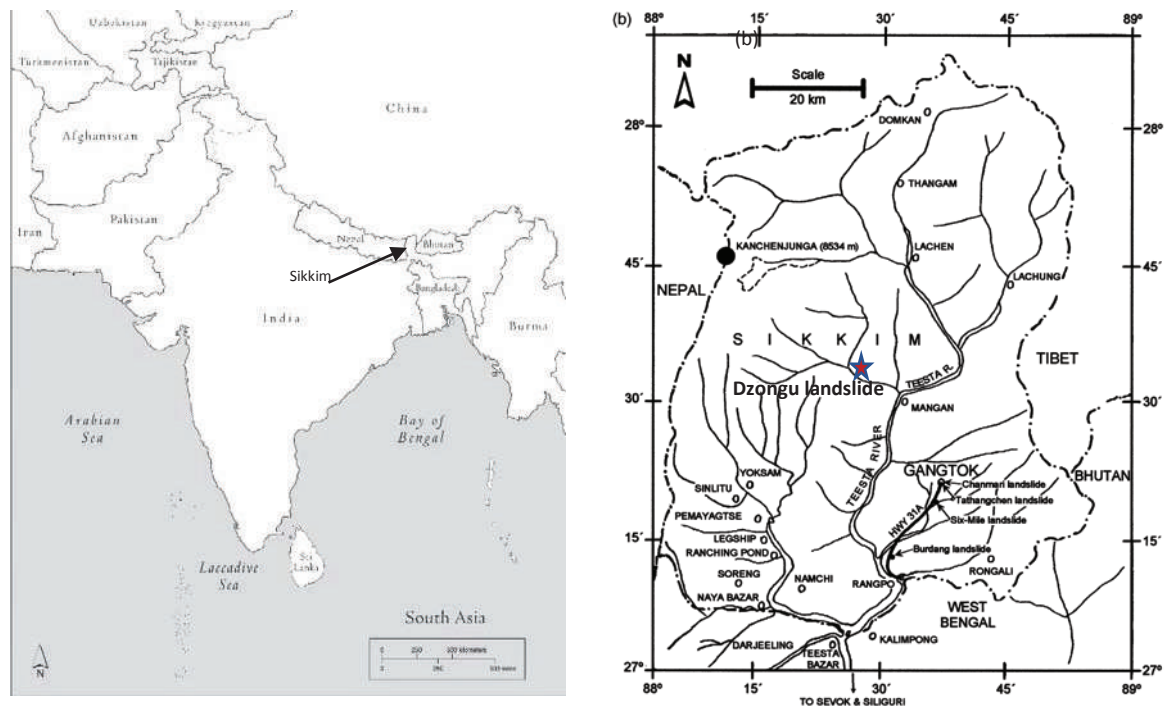 Uzbekistan
Kyrgyzstan
Turkmenistan
Tajikistan
China
Afghanistan
Pakistan
Iran
Nepal
Bhutan
Sikkim
Bangladesh
India
Burma
Arabian
Sea
Bay of
Bengal
Sri
Lanka
Laccadive
Sea
South Asia
N
(b)
88° 15´ 30´ 45´ 89°
(b)
N
Scale
20 km
DOMKAN
28° 28°
THANGAM
KANCHENJUNGA (8534 m)
LACHEN
45´ 45´
LACHUNG
NEPAL
SIKKIM
TIBET
Dzongu landslide
TEESTA R.
30´ 30´
MANGAN
TEESTA RIVER
GANGTOK
BHUTAN
YOKSAM
Chanmari landslide
SINLITU
Tathangchen landslide
PEMAYAGTSE
HWY 31A
Six-Mile landslide
15´ 15´
LEGSHIP
Burdang landslide
RANCHING POND
RONGALI
SORENG
NAMCHI
RANGPO
NAYA BAZAR
WEST
BENGAL
DARJEELING
KALIMPONG
TEESTA
BAZAR
27° 27°
88° 15´ 30´ 45´ 89°
TO SEVOK & SILIGURI